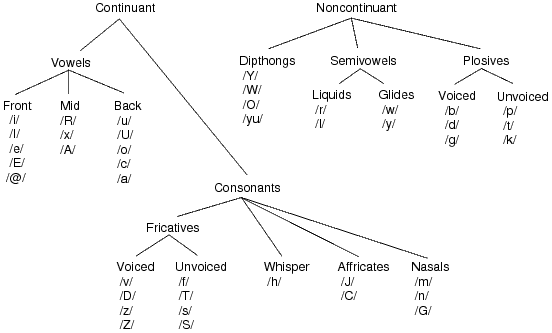 Continuant
Noncontinuant
Vowels
Front
/i/
/I/
/e/
/E/
/@/
Mid
/R/
/x/
/A/
Back
/u/
/U/
/o/
/c/
/a/
Dipthongs
/Y/
/W/
/O/
/yu/
Semivowels
Liquids
/r/
/l/
Glides
/w/
/y/
Plosives
Voiced
/b/
/d/
/g/
Unvoiced
/p/
/t/
/k/
Consonants
Fricatives
Voiced
/v/
/D/
/z/
/Z/
Unvoiced
/f/
/T/
/s/
/S/
Whisper
/h/
Affricates
/J/
/C/
Nasals
/m/
/n/
/G/